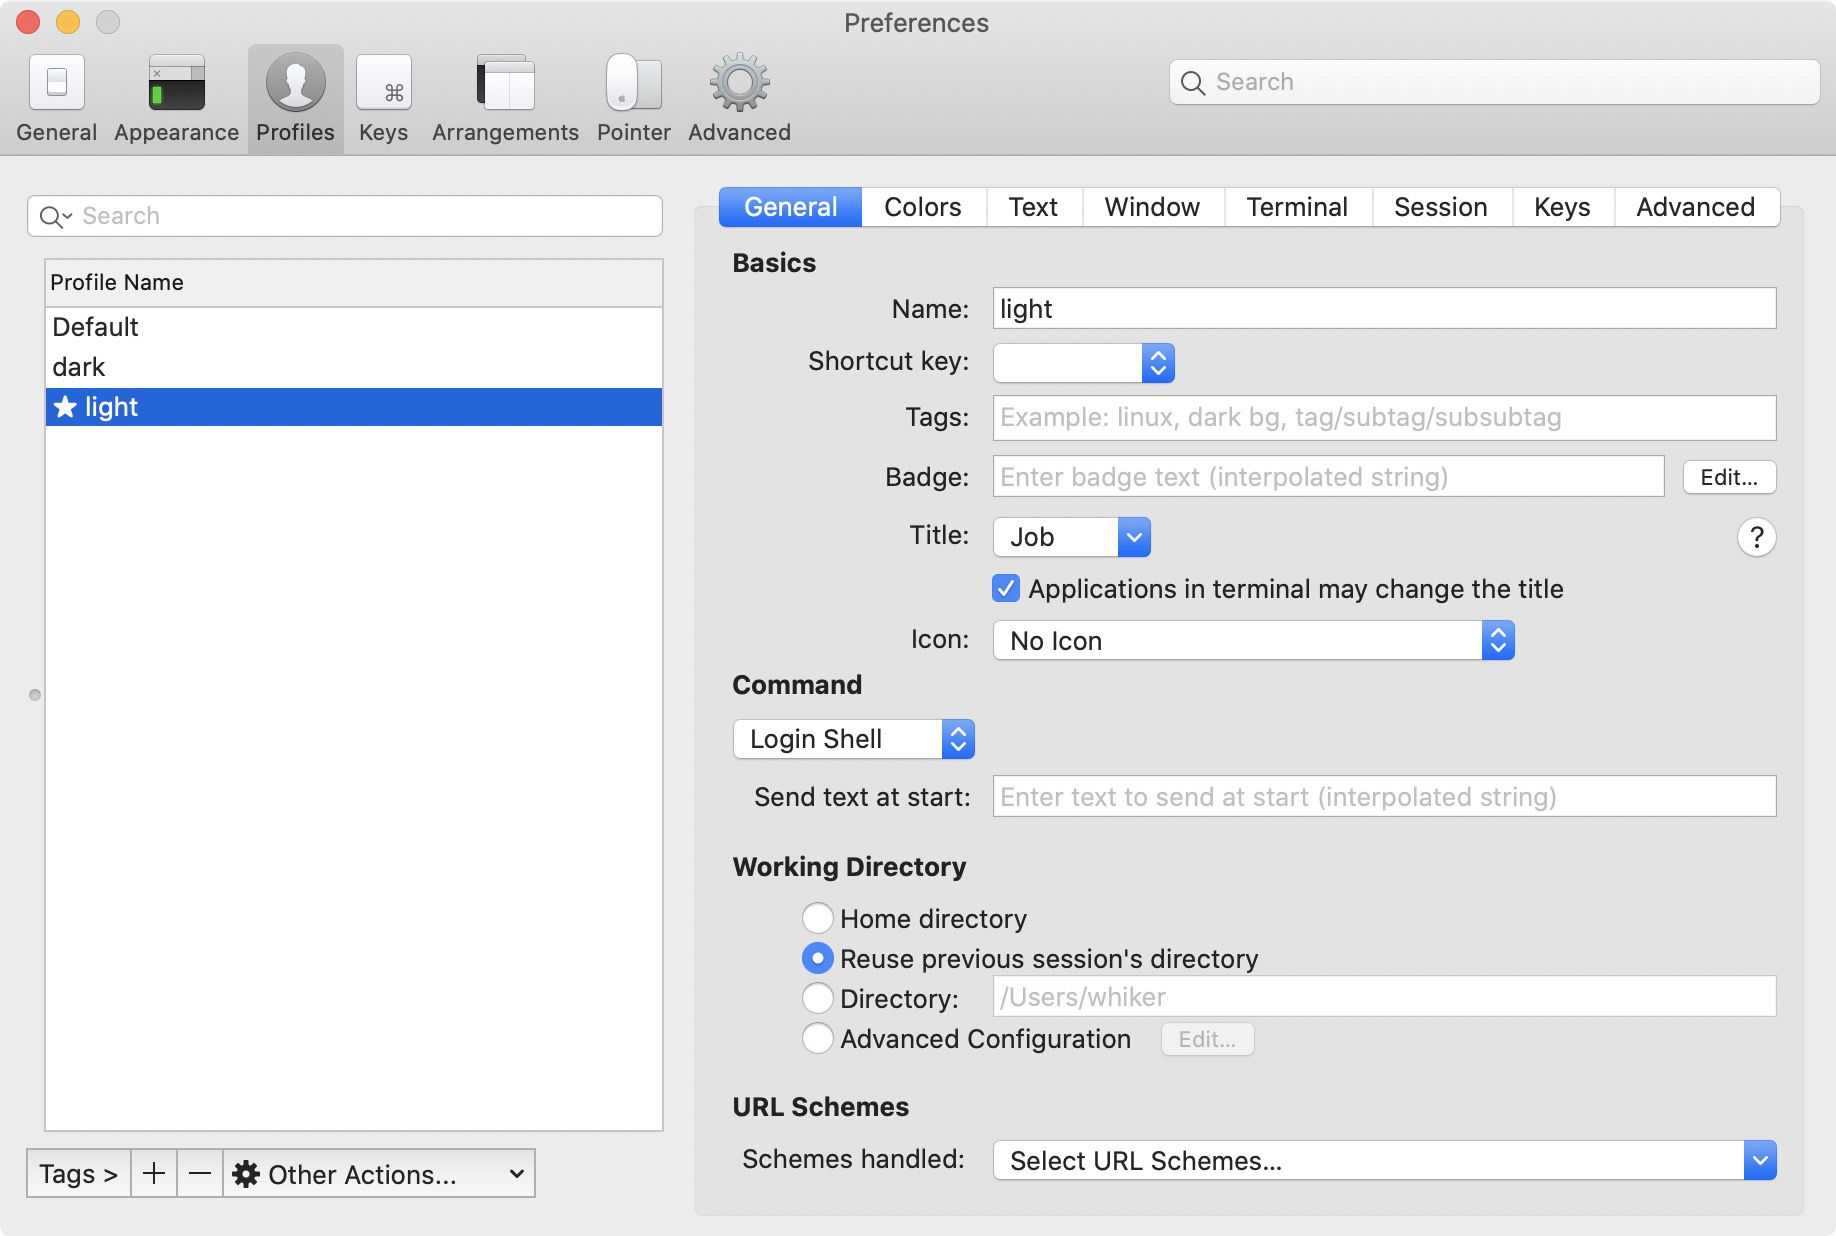 Preferences
General Appearance Profiles Keys Arrangements Pointer Advanced
Search
Search
Profile Name
Default
dark
★ light
Tags > + − Other Actions...
General Colors Text Window Terminal Session Keys Advanced
Basics
Name: light
Shortcut key:
Tags: Example: linux, dark bg, tag/subtag/subsubtag
Badge: Enter badge text (interpolated string) Edit...
Title: Job ?
Applications in terminal may change the title
Icon: No Icon
Command
Login Shell
Send text at start: Enter text to send at start (interpolated string)
Working Directory
Home directory
Reuse previous session's directory
Directory: /Users/whiker
Advanced Configuration Edit...
URL Schemes
Schemes handled: Select URL Schemes...